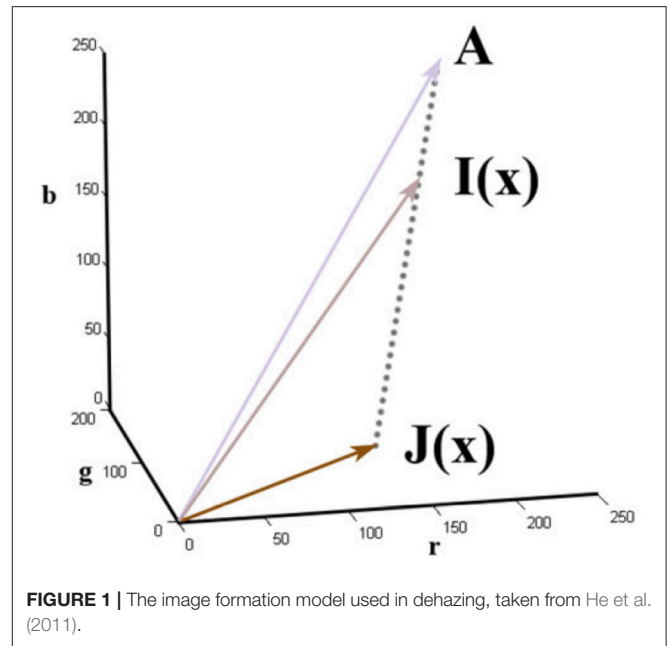 250
A
200
I(x)
b
150
100
50
0
200
J(x)
g 100
0
0
50
100
150
200
250
r
FIGURE 1 | The image formation model used in dehazing, taken from He et al.
(2011).